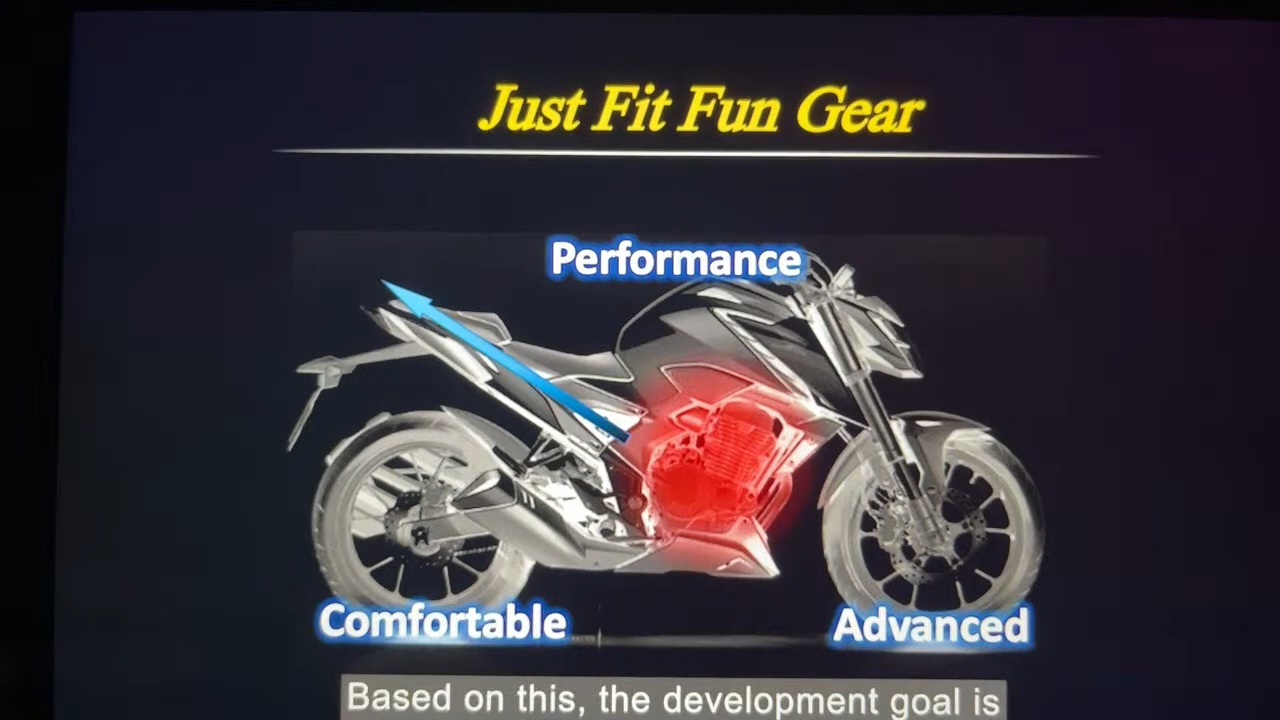 Just Fit Fun Gear
Performance
Comfortable
Advanced
Based on this, the development goal is